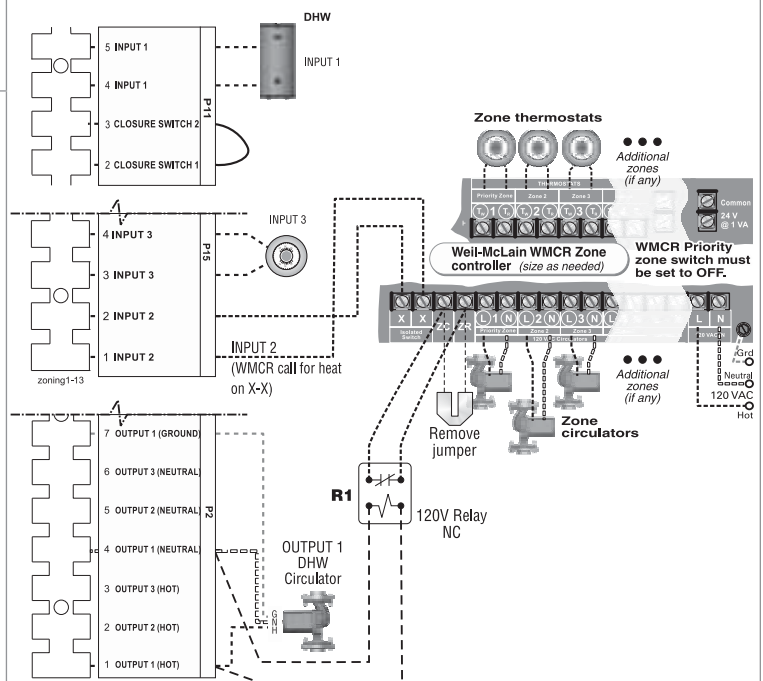 DHW
5 INPUT 1
INPUT 1
4 INPUT 1
P11
3 CLOSURE SWITCH 2
2 CLOSURE SWITCH 1
Zone thermostats
Additional
zones
(if any)
THERMOSTATS
Priority Zone Zone 2 Zone 3
1 2 3
Common
24 V
@ 1 VA
4 INPUT 3
INPUT 3
P15
3 INPUT 3
2 INPUT 2
1 INPUT 2
zoning1-13
INPUT 2
(WMCR call for heat
on X-X)
Weil-McLain WMCR Zone
controller (size as needed)
WMCR Priority
zone switch must
be set to OFF.
X X ZC ZR L 1 N L 2 N L 3 N L N
Isolated
Switch
Priority Zone Zone 2 Zone 3
Grd
Neutral
120 VAC
Hot
Additional
zones
(if any)
Remove
jumper
Zone
circulators
7 OUTPUT 1 (GROUND)
6 OUTPUT 3 (NEUTRAL)
5 OUTPUT 2 (NEUTRAL)
P2
4 OUTPUT 1 (NEUTRAL)
3 OUTPUT 3 (HOT)
2 OUTPUT 2 (HOT)
1 OUTPUT 1 (HOT)
R1
120V Relay
NC
OUTPUT 1
DHW
Circulator
G
N
H